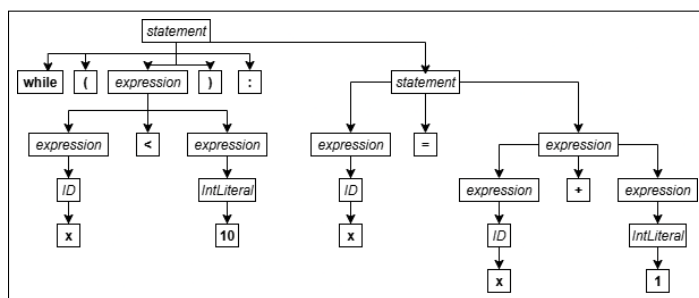 statement
while ( expression ) : statement
expression < expression expression = expression
ID IntLiteral ID expression + expression
x 10 x ID IntLiteral
x 1